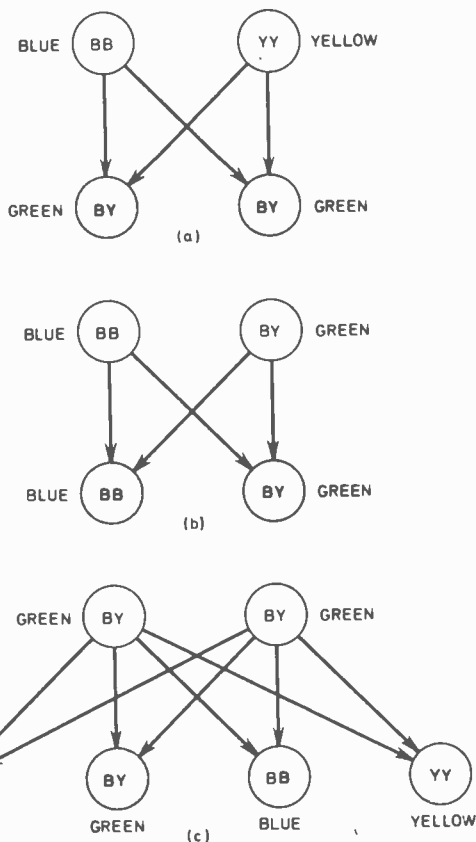 BLUE BB YY YELLOW
GREEN BY BY GREEN
(a)
BLUE BB BY GREEN
BLUE BB BY GREEN
(b)
GREEN BY BY GREEN
BY BB YY
GREEN BLUE YELLOW
(c)